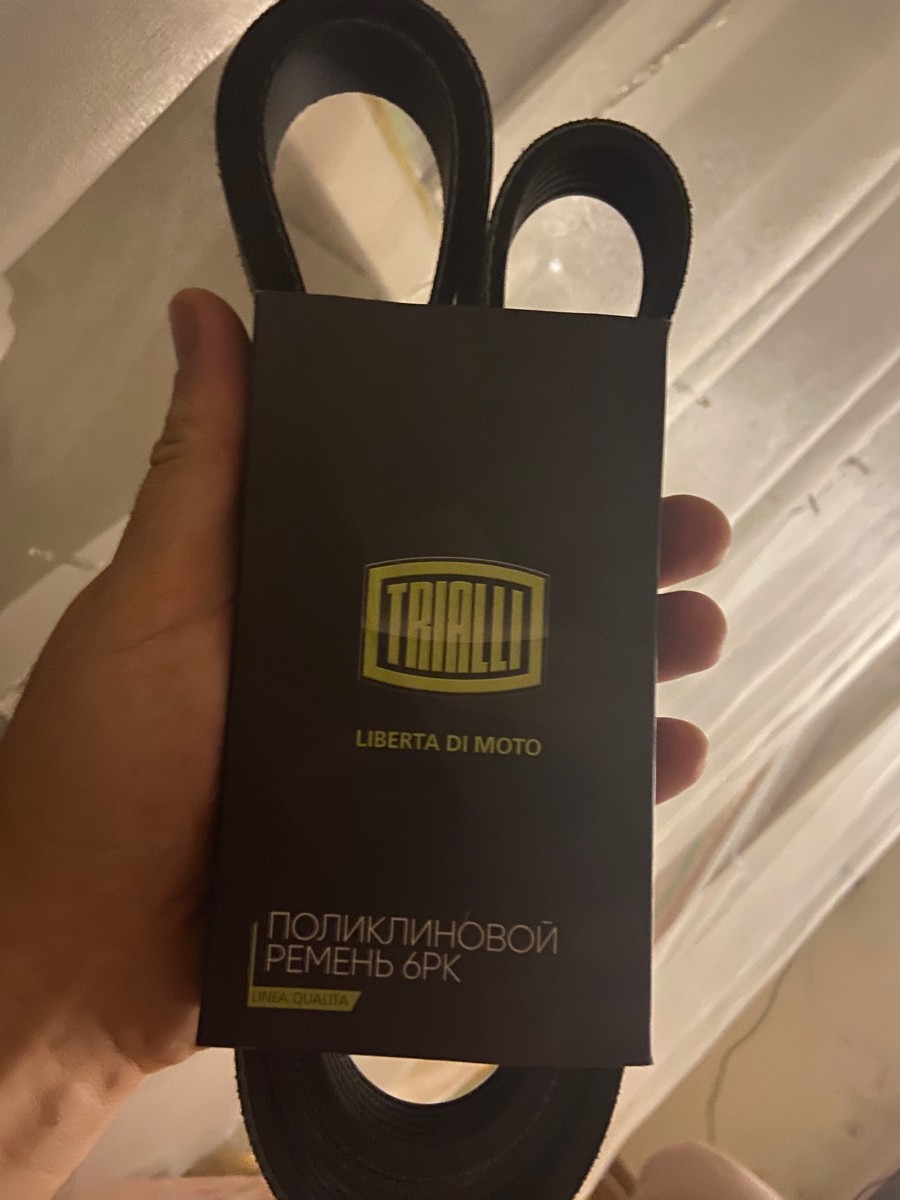 TRIALLI
LIBERTA DI MOTO
ПОЛИКЛИНОВОЙ
РЕМЕНЬ 6PK
LINEA QUALITA